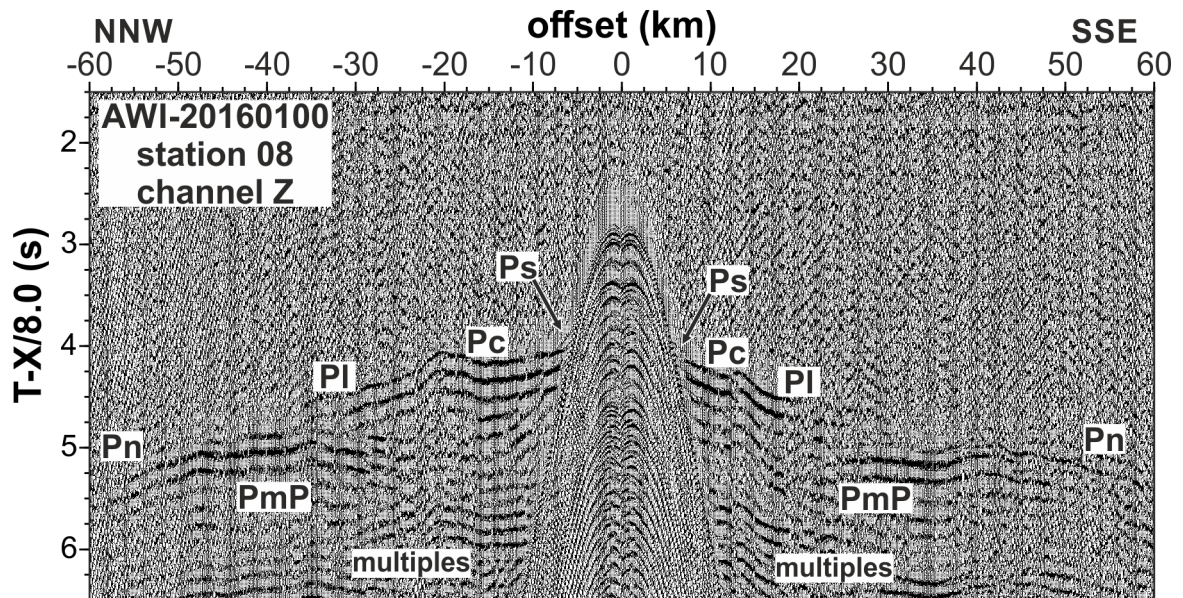 offset (km)
NNW SSE
-60 -50 -40 -30 -20 -10 0 10 20 30 40 50 60
AWI-20160100
station 08
channel Z
T-X/8.0 (s)
2
3
4
5
6
Ps Ps
Pc Pc
Pl Pl
Pn Pn
PmP PmP
multiples multiples